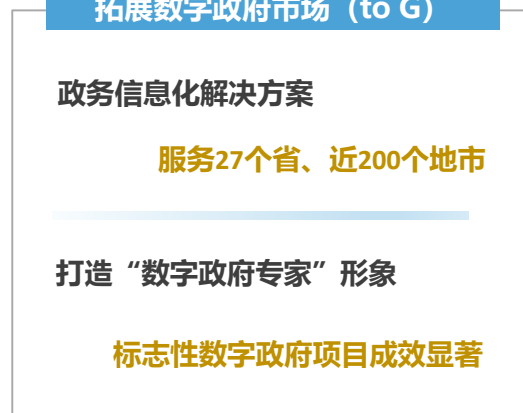 拓展数字政府市场（to G）
政务信息化解决方案
服务27个省、近200个地市
打造“数字政府专家”形象
标志性数字政府项目成效显著